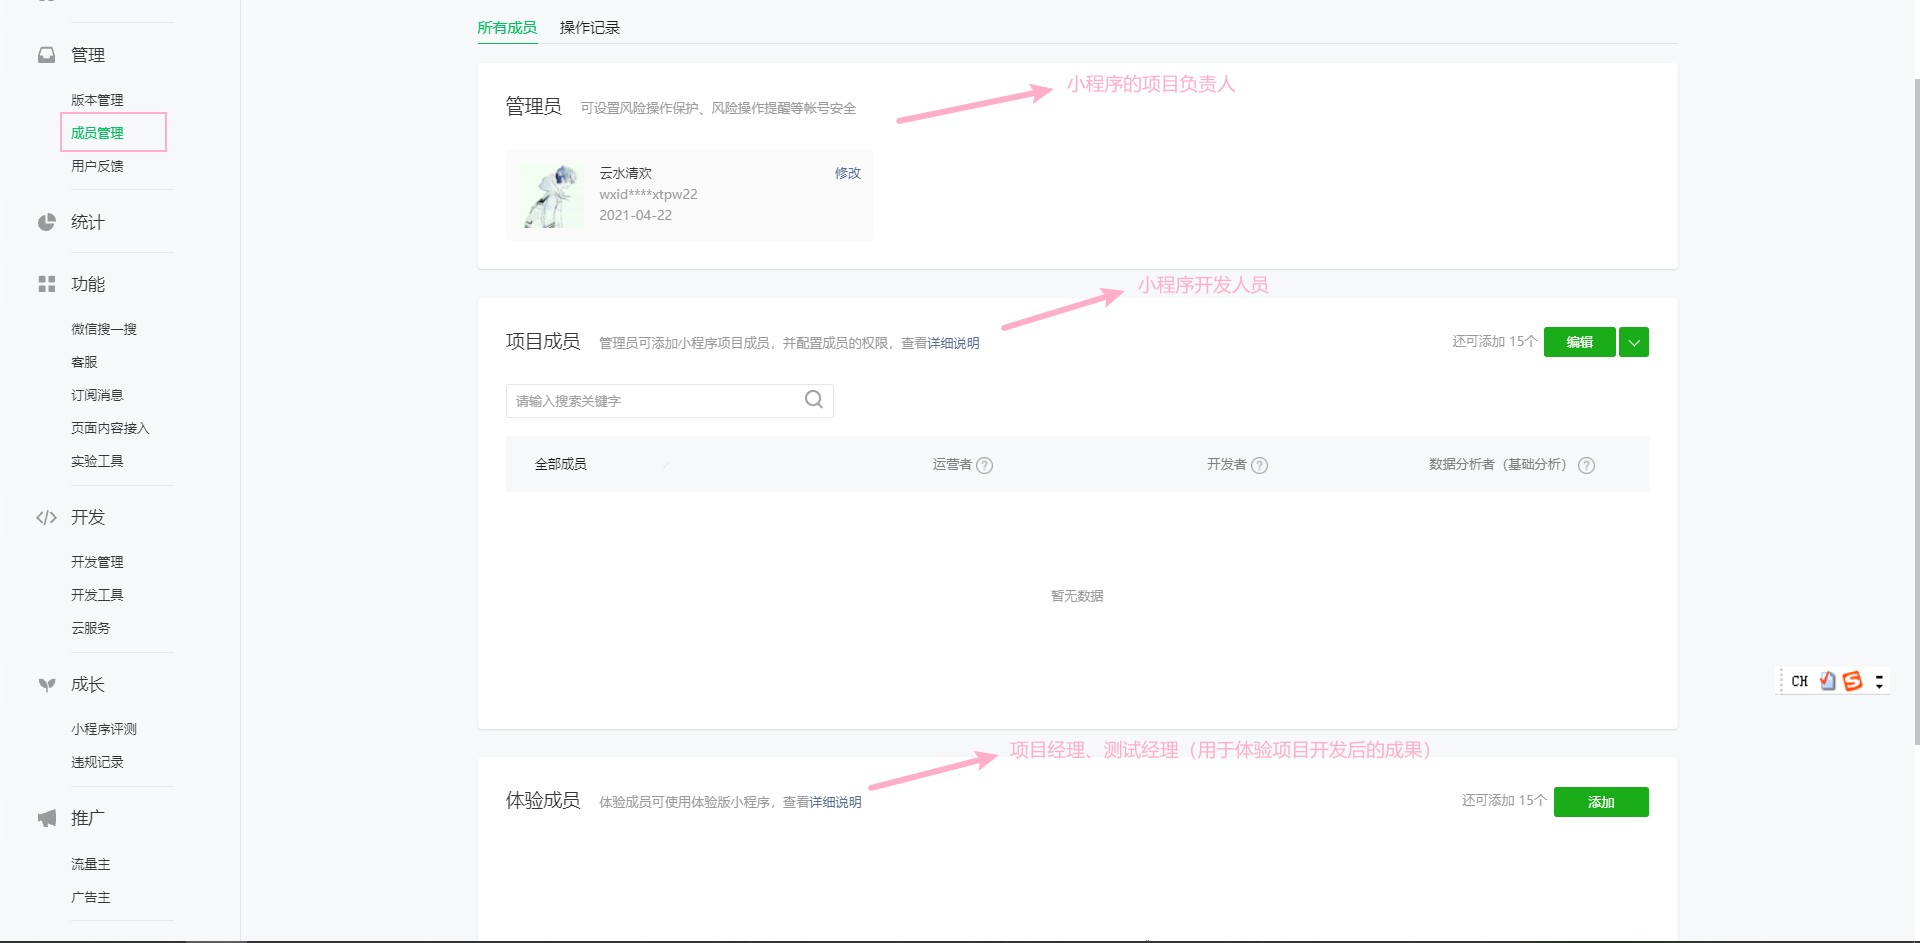 管理
版本管理
成员管理
用户反馈
统计
功能
微信搜一搜
客服
订阅消息
页面内容接入
实验工具
开发
开发管理
开发工具
云服务
成长
小程序评测
违规记录
推广
流量主
广告主
所有成员 操作记录
管理员 可设置风险操作保护、风险操作提醒等帐号安全
小程序的项目负责人
云水清欢 修改
wxid****xtpw22
2021-04-22
小程序开发人员
项目成员 管理员可添加小程序项目成员，并配置成员的权限，查看详细说明 还可添加 15个 编辑
请输入搜索关键字
全部成员 运营者 ? 开发者 ? 数据分析者（基础分析） ?
暂无数据
CH
项目经理、测试经理（用于体验项目开发后的成果）
体验成员 体验成员可使用体验版小程序，查看详细说明 还可添加 15个 添加